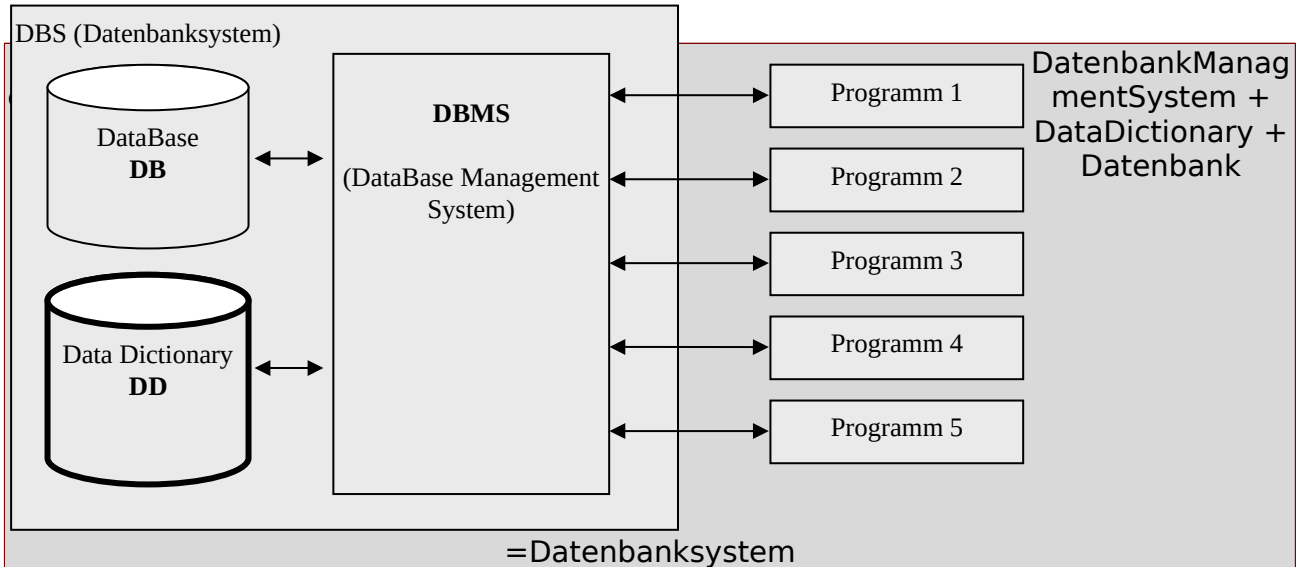 DBS (Datenbanksystem)
DataBase
DB
Data Dictionary
DD
DBMS
(DataBase Management
System)
Programm 1
Programm 2
Programm 3
Programm 4
Programm 5
DatenbankManag
mentSystem +
DataDictionary +
Datenbank
=Datenbanksystem